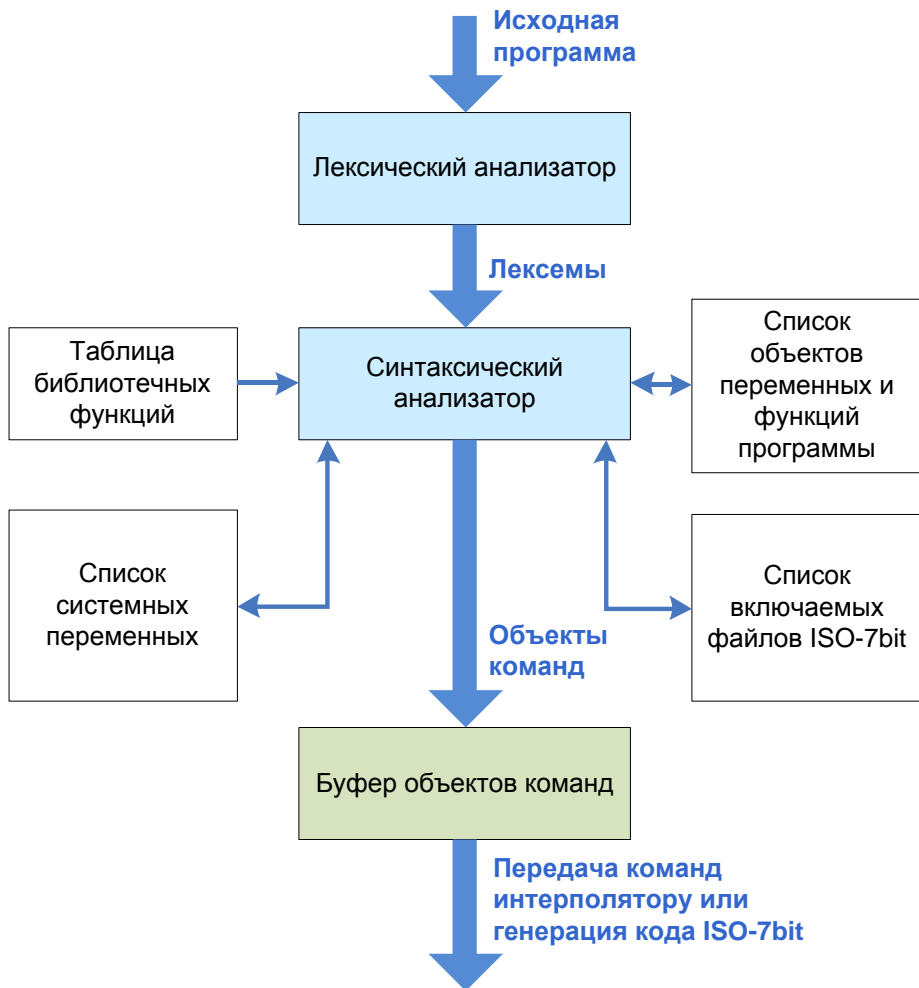 Исходная
программа
Лексический анализатор
Лексемы
Таблица
библиотечных
функций
Синтаксический
анализатор
Список
объектов
переменных и
функций
программы
Список
системных
переменных
Список
включаемых
файлов ISO-7bit
Объекты
команд
Буфер объектов команд
Передача команд
интерполятору или
генерация кода ISO-7bit